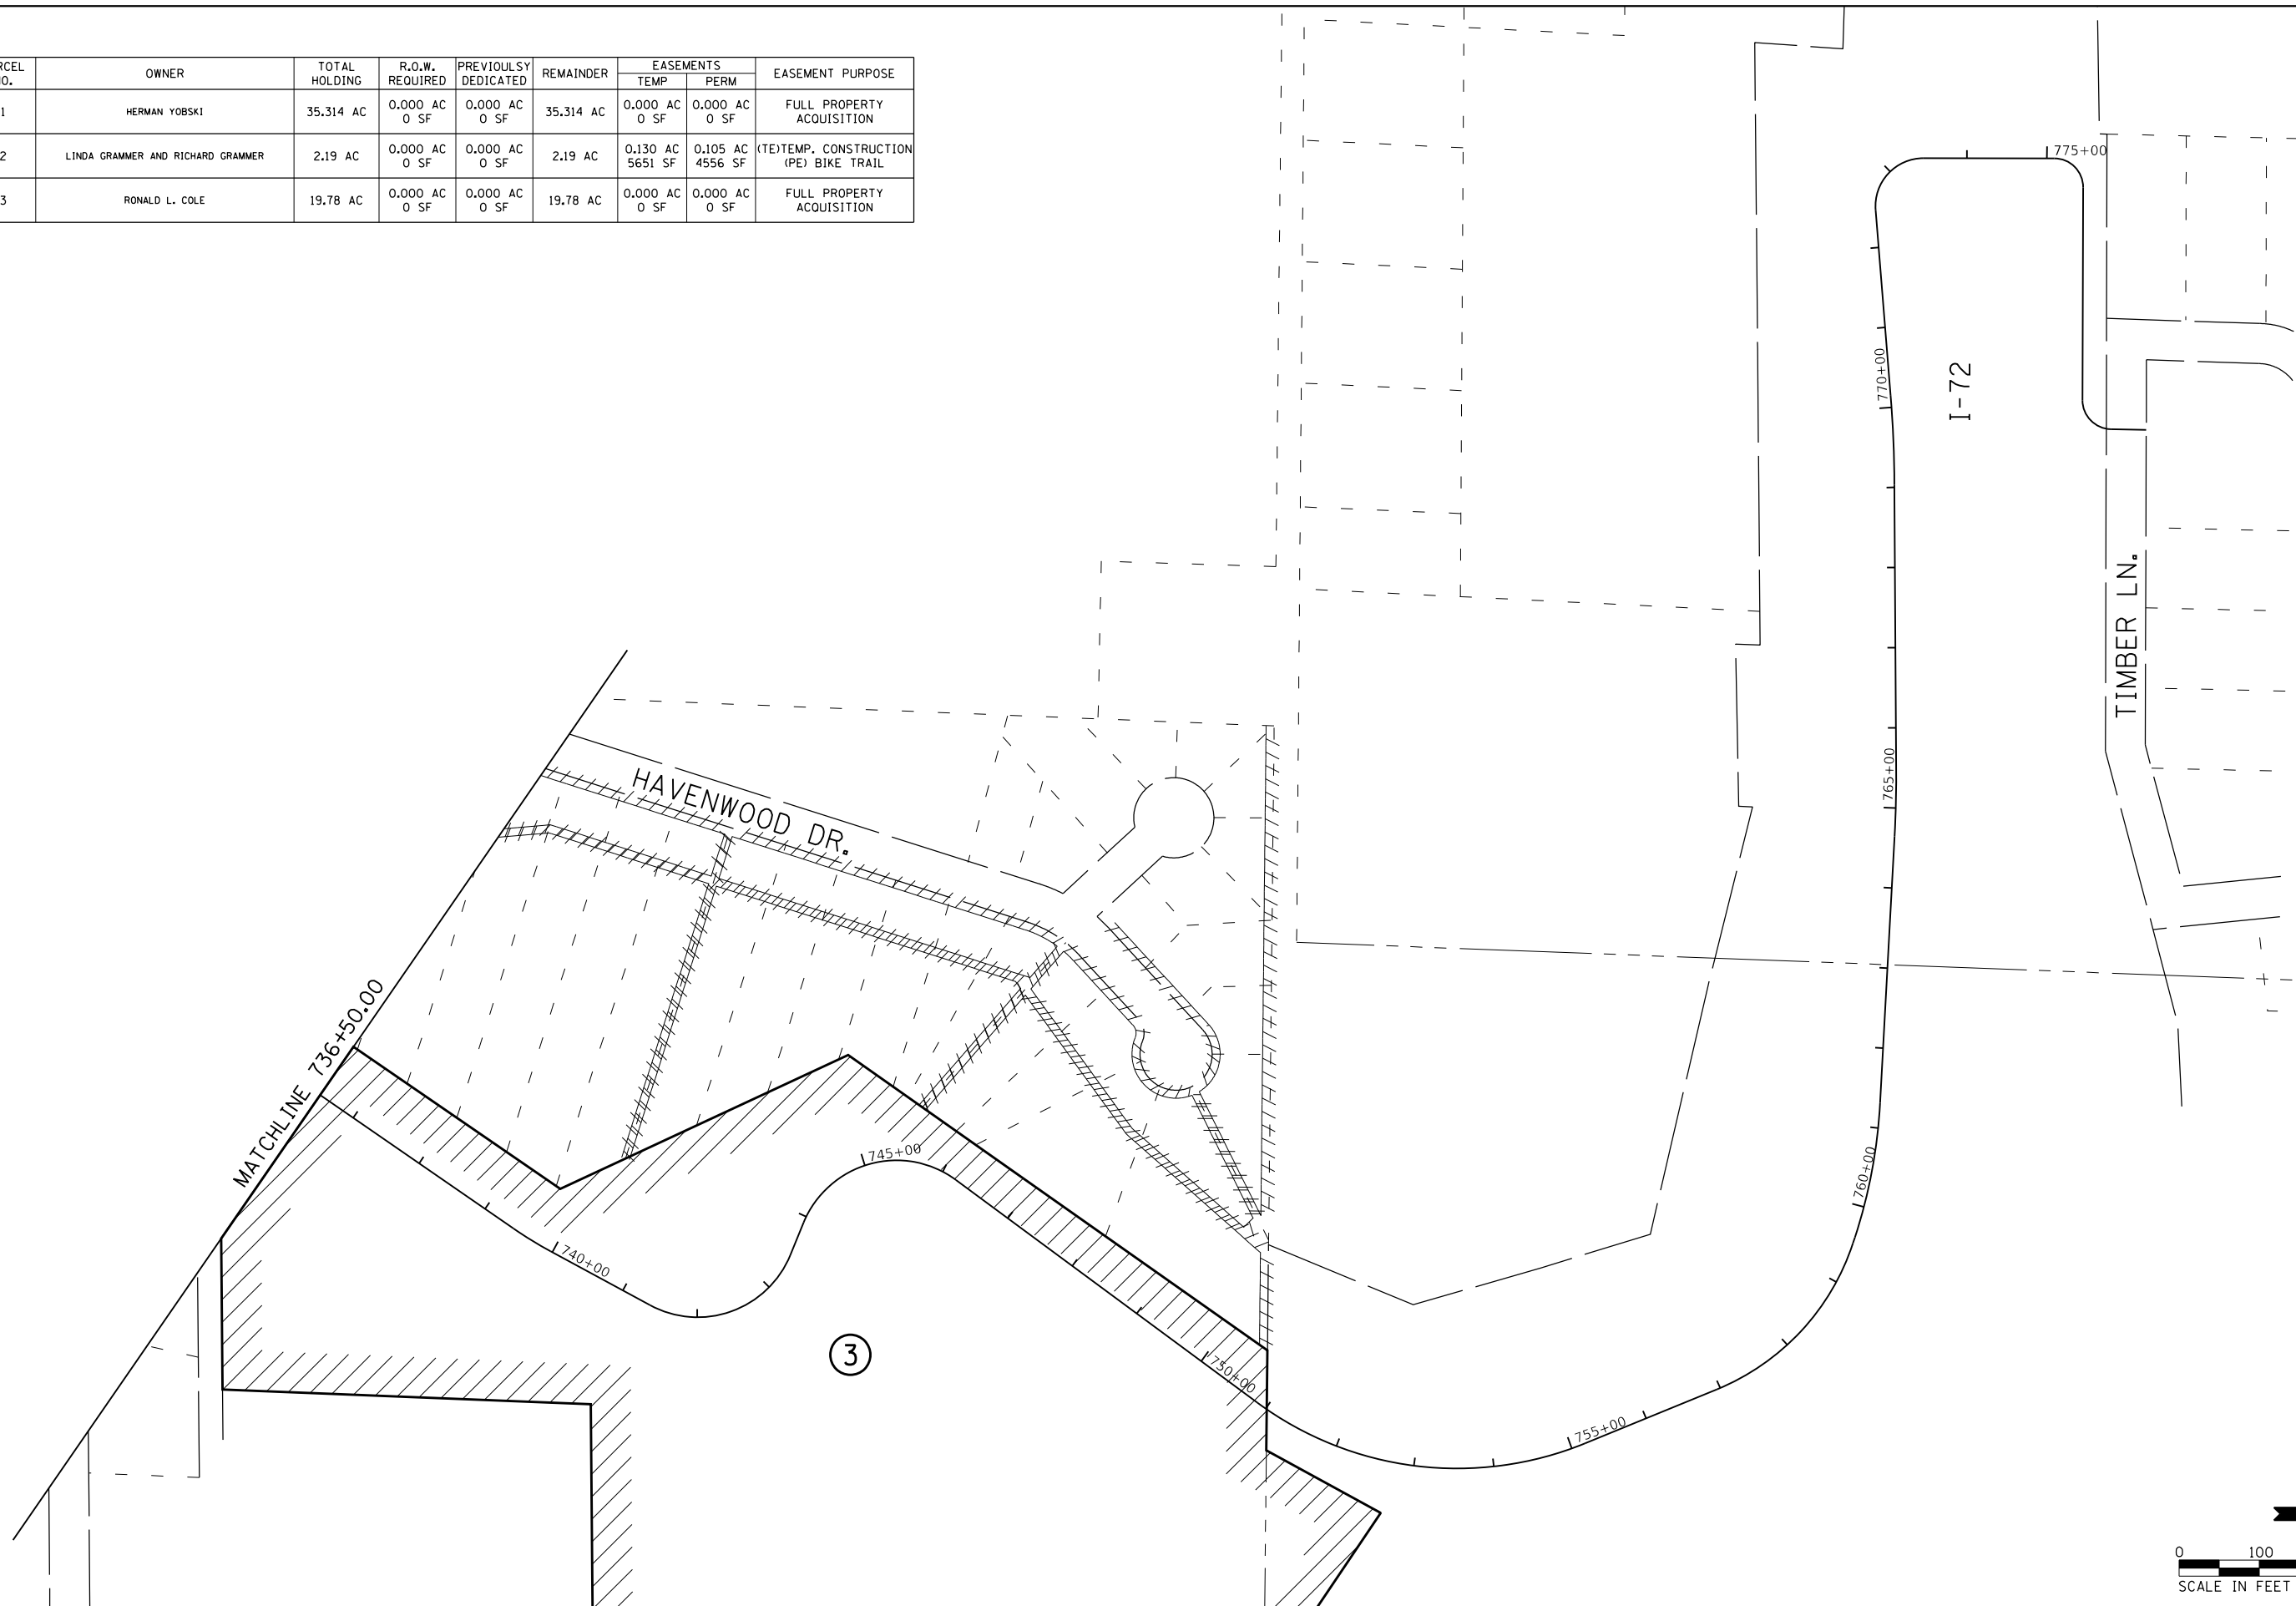 RCEL
NO.
OWNER
TOTAL
HOLDING
R.O.W.
REQUIRED
PREVIOULSY
DEDICATED
REMAINDER
EASEMENTS
TEMP
PERM
EASEMENT PURPOSE
1
HERMAN YOBSKI
35.314 AC
0.000 AC
0 SF
0.000 AC
0 SF
35.314 AC
0.000 AC
0 SF
0.000 AC
0 SF
FULL PROPERTY
ACQUISITION
2
LINDA GRAMMER AND RICHARD GRAMMER
2.19 AC
0.000 AC
0 SF
0.000 AC
0 SF
2.19 AC
0.130 AC
5651 SF
0.105 AC
4556 SF
(TE)TEMP. CONSTRUCTION
(PE) BIKE TRAIL
3
RONALD L. COLE
19.78 AC
0.000 AC
0 SF
0.000 AC
0 SF
19.78 AC
0.000 AC
0 SF
0.000 AC
0 SF
FULL PROPERTY
ACQUISITION
775+00
770+00
I-72
TIMBER LN.
765+00
HAVENWOOD DR.
MATCHLINE 736+50.00
745+00
760+00
740+00
3
750+00
755+00
0 100
SCALE IN FEET